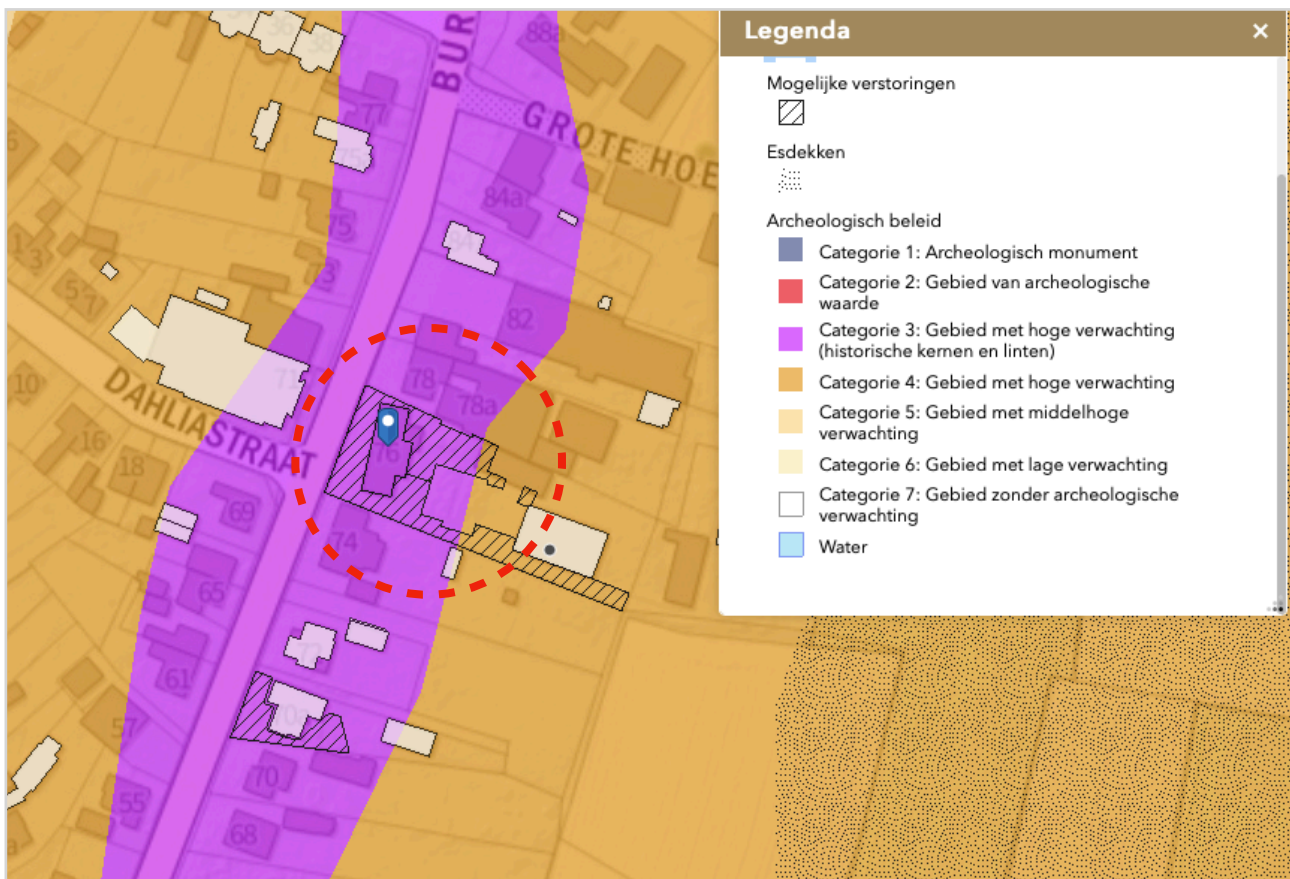 Legenda
Mogelijke verstoringen
Esdekken
Archeologisch beleid
Categorie 1: Archeologisch monument
Categorie 2: Gebied van archeologische
waarde
Categorie 3: Gebied met hoge verwachting
(historische kernen en linten)
Categorie 4: Gebied met hoge verwachting
Categorie 5: Gebied met middelhoge
verwachting
Categorie 6: Gebied met lage verwachting
Categorie 7: Gebied zonder archeologische
verwachting
Water
BUR
GROTE HOE
DAHLIASTRAAT
36
38
88a
77
75
84a
84
73
82
71
78
78a
76
10
16
18
69
74
65
72
61
70a
57
70
55
68